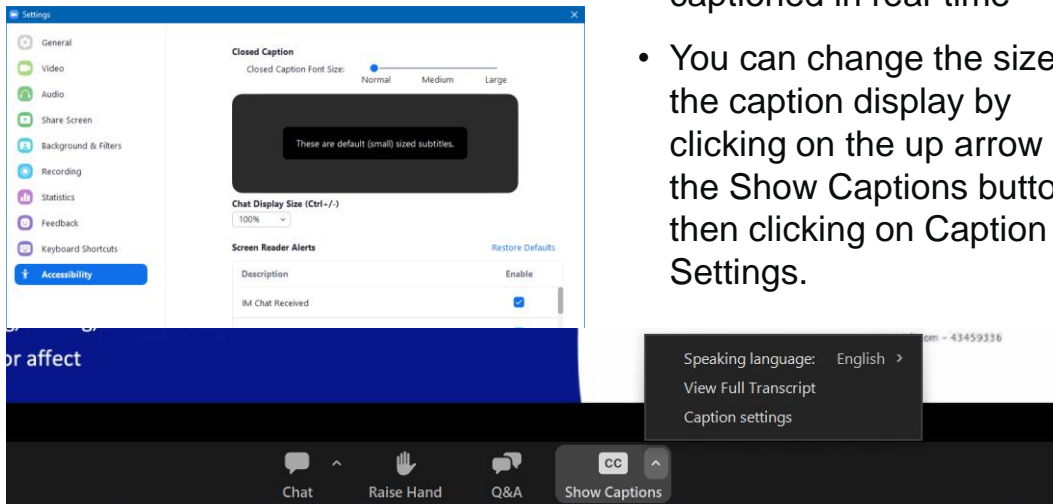 Settings
General
Video
Audio
Share Screen
Background & Filters
Recording
Statistics
Feedback
Keyboard Shortcuts
Accessibility
Closed Caption
Closed Caption Font Size:
Normal Medium Large
These are default (small) sized subtitles.
Chat Display Size (Ctrl+/-)
100%
Screen Reader Alerts Restore Defaults
Description Enable
IM Chat Received
captioned in real time
• You can change the size
the caption display by
clicking on the up arrow
the Show Captions butto
then clicking on Caption
Settings.
or affect
om – 43459336
Speaking language: English >
View Full Transcript
Caption settings
Chat
Raise Hand
Q&A
CC
Show Captions